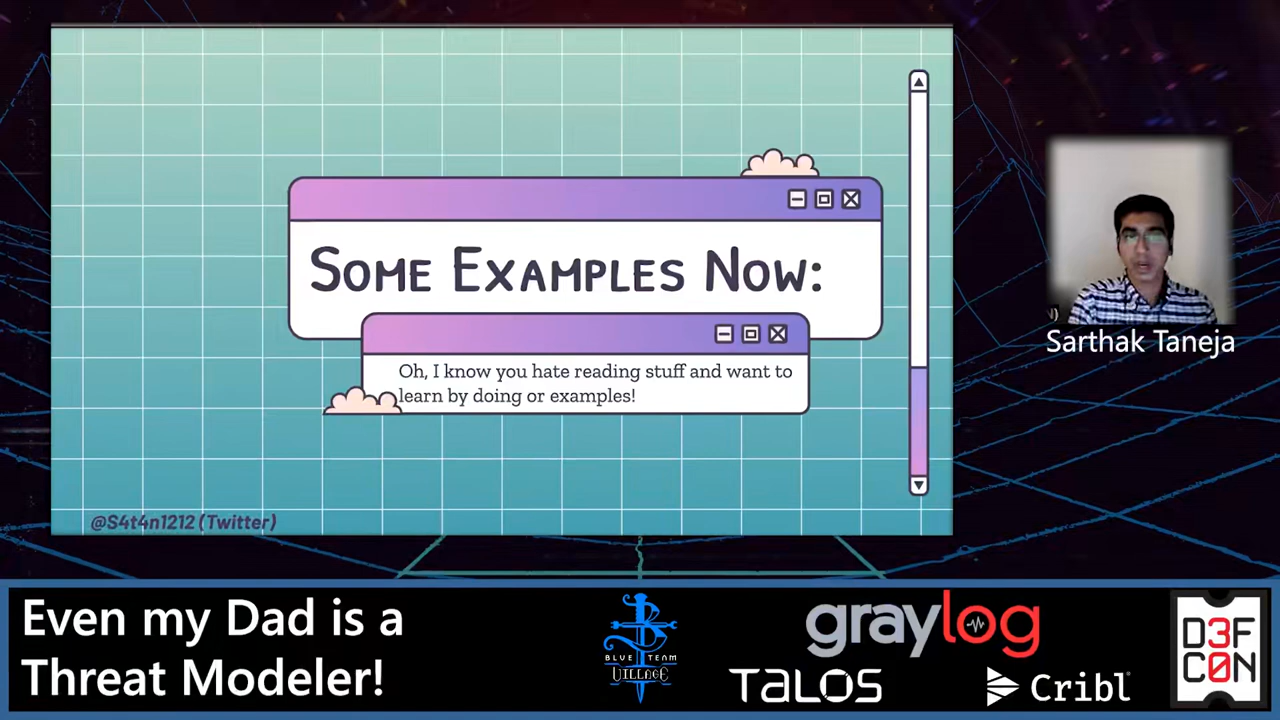 Some Examples Now:
Oh, I know you hate reading stuff and want to
learn by doing or examples!
@S4t4n1212 (Twitter)
Sarthak Taneja
Even my Dad is a
Threat Modeler!
BLUE TEAM
VILLAGE
graylog
TALOS
Cribl
D3F
C0N